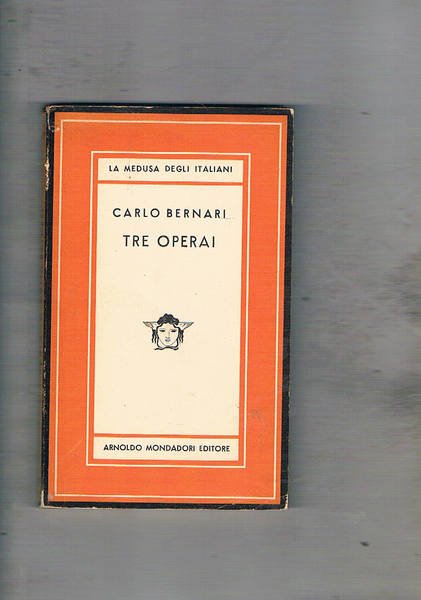 LA MEDUSA DEGLI ITALIANI
CARLO BERNARI
TRE OPERAI
ARNOLDO MONDADORI EDITORE